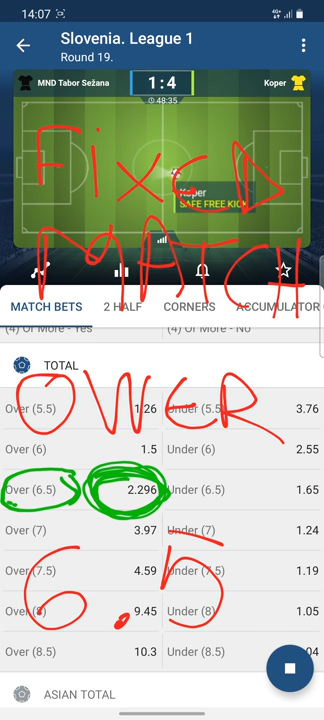 14:07
4G+
Slovenia. League 1
Round 19.
MND Tabor Sežana
1:4
Koper
48:35
FixED
Koper
SAFE FREE KICK
MATCH
MATCH BETS
2 HALF
CORNERS
ACCUMULATOR
(4) Or More - Yes
(4) Or More - No
TOTAL
OWER
Over (5.5) 1.26 Under (5.5) 3.76
Over (6) 1.5 Under (6) 2.55
Over (6.5) 2.296 Under (6.5) 1.65
Over (7) 3.97 Under (7) 1.24
Over (7.5) 4.59 Under (7.5) 1.19
6.5
Over (8) 9.45 Under (8) 1.05
Over (8.5) 10.3 Under (8.5) .04
ASIAN TOTAL